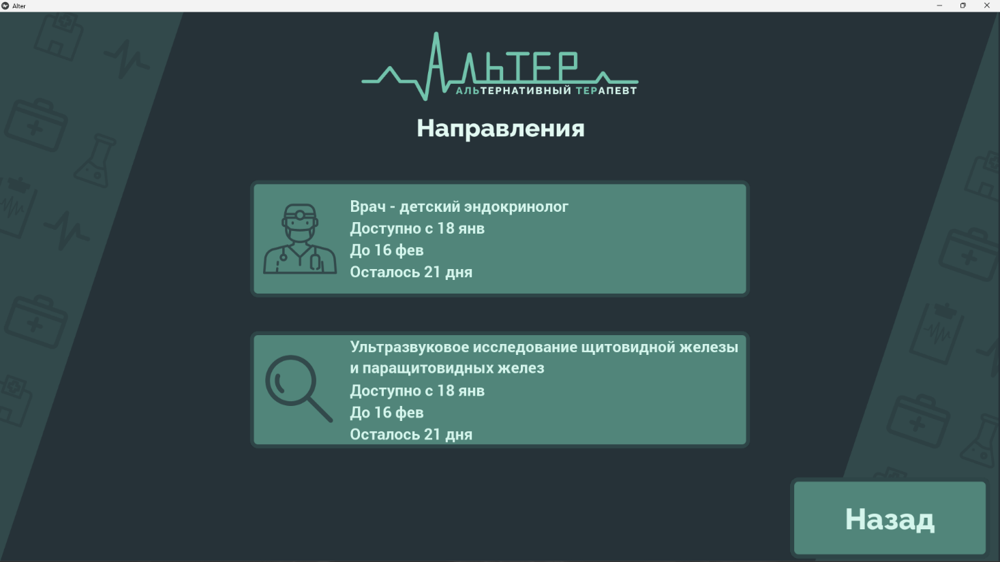 Alter
АльТЕР
АЛЬТЕРНАТИВНЫЙ ТЕРАПЕВТ
Направления
Врач - детский эндокринолог
Доступно с 18 янв
До 16 фев
Осталось 21 дня
Ультразвуковое исследование щитовидной железы
и паращитовидных желез
Доступно с 18 янв
До 16 фев
Осталось 21 дня
Назад